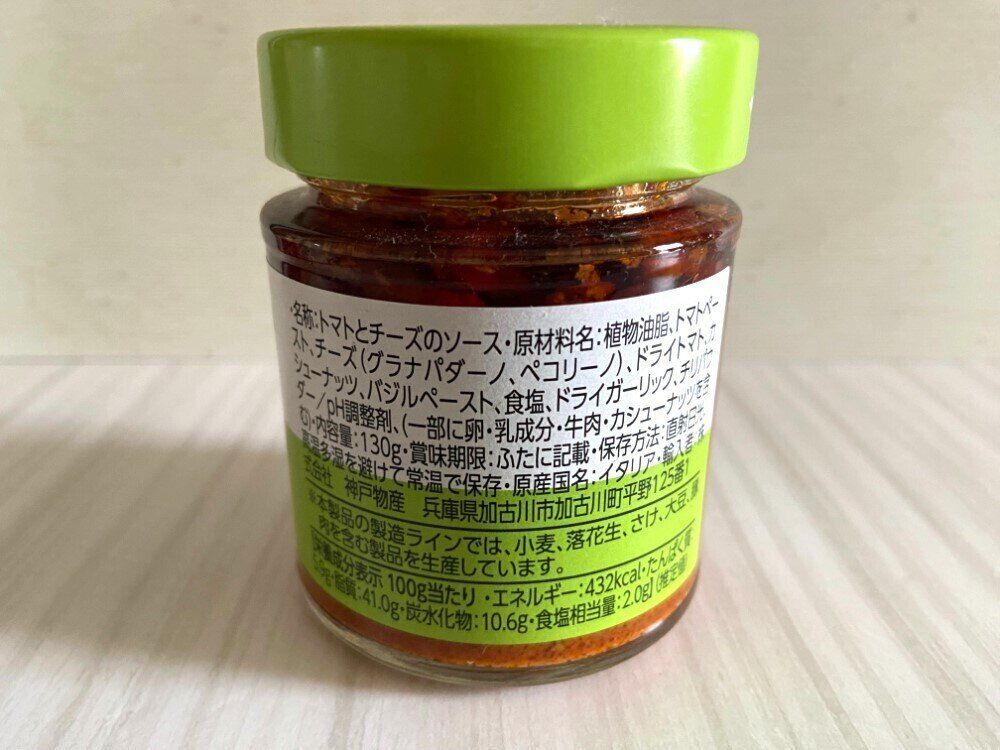 ・名称:トマトとチーズのソース・原材料名:植物油脂、トマトペー
スト、チーズ(グラナパダーノ、ペコリーノ)、ドライトマト、カ
シューナッツ、バジルペースト、食塩、ドライガーリック、チリパウ
ダー/pH調整剤、(一部に卵・乳成分・牛肉・カシューナッツを含
む)・内容量:130g・賞味期限:ふたに記載・保存方法:直射日光、
高温多湿を避けて常温で保存・原産国名:イタリア・輸入者:株
式会社 神戸物産 兵庫県加古川市加古川町平野125番1
※本製品の製造ラインでは、小麦、落花生、さけ、大豆、
肉を含む製品を生産しています。
[栄養成分表示 100g当たり・エネルギー:432kcal・たんぱく質:
9g・脂質:41.0g・炭水化物:10.6g・食塩相当量:2.0g](推定値)